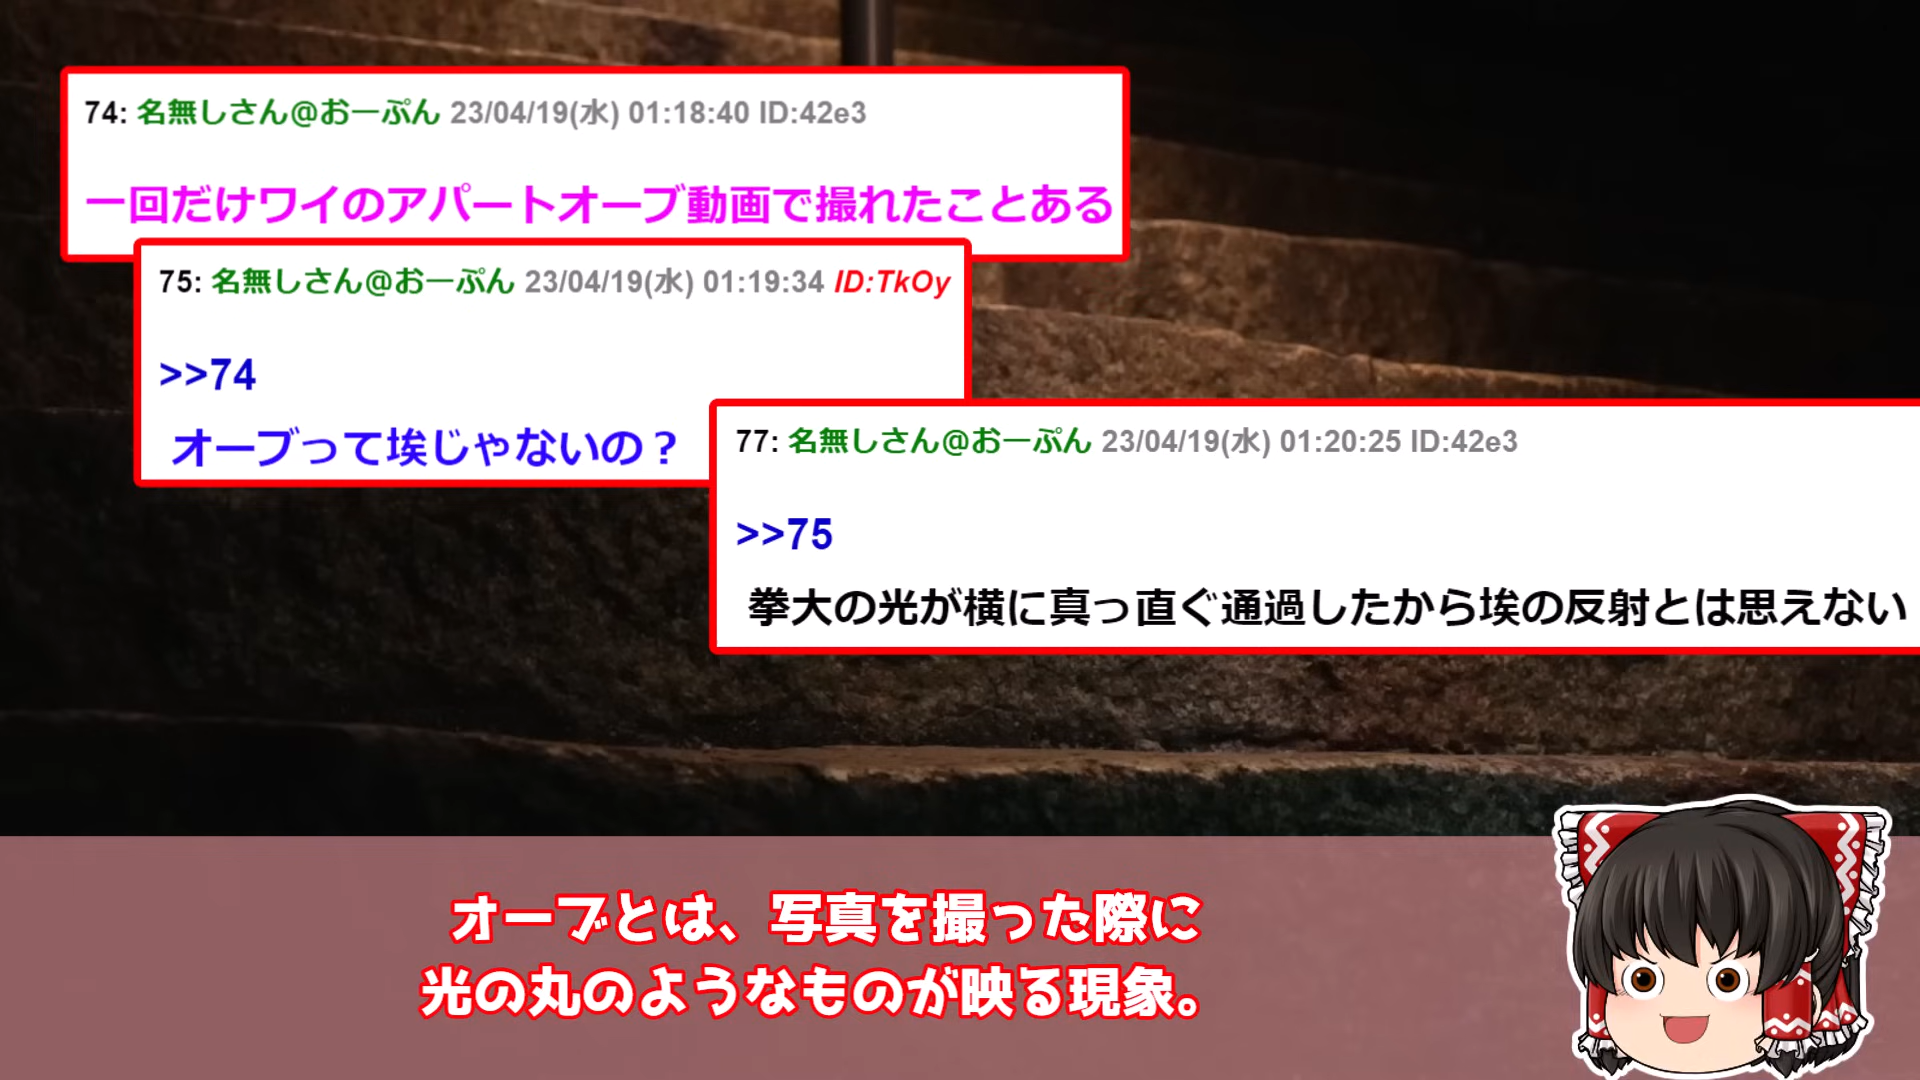 74: 名無しさん@おーぷん 23/04/19(水) 01:18:40 ID:42e3
一回だけワイのアパートオーブ動画で撮れたことある
75: 名無しさん@おーぷん 23/04/19(水) 01:19:34 ID:TkOy
>>74
オーブって埃じゃないの？
77: 名無しさん@おーぷん 23/04/19(水) 01:20:25 ID:42e3
>>75
拳大の光が横に真っ直ぐ通過したから埃の反射とは思えない
オーブとは、写真を撮った際に
光の丸のようなものが映る現象。